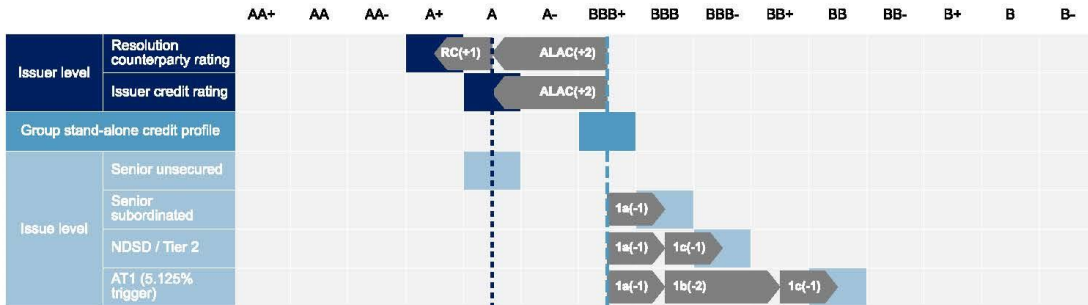 AA+ AA AA- A+ A A- BBB+ BBB BBB- BB+ BB BB- B+ B B-
Issuer level
Resolution
counterparty rating
RC(+1) ALAC(+2)
Issuer credit rating
ALAC(+2)
Group stand-alone credit profile
Issue level
Senior unsecured
Senior
subordinated
1a(-1)
NDSD / Tier 2
1a(-1) 1c(-1)
AT1 (5.125%
trigger)
1a(-1) 1b(-2) 1c(-1)